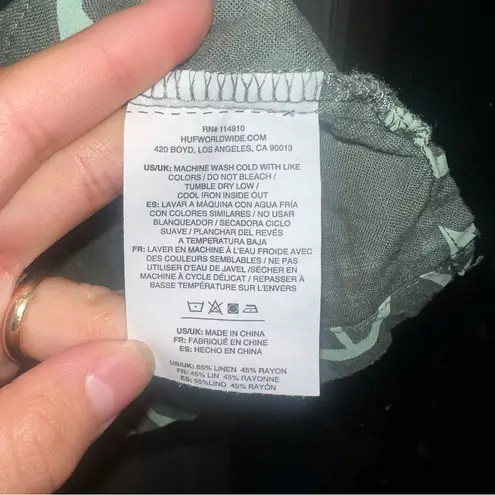 RN# 114910
HUFWORLDWIDE.COM
420 BOYD, LOS ANGELES, CA 90013
US/UK: MACHINE WASH COLD WITH LIKE
COLORS / DO NOT BLEACH /
TUMBLE DRY LOW /
COOL IRON INSIDE OUT
ES: LAVAR A MÁQUINA CON AGUA FRÍA
CON COLORES SIMILARES / NO USAR
BLANQUEADOR / SECADORA CICLO
SUAVE / PLANCHAR DEL REVÉS
A TEMPERATURA BAJA
FR: LAVER EN MACHINE À L'EAU FROIDE AVEC
DES COULEURS SEMBLABLES / NE PAS
UTILISER D'EAU DE JAVEL /SÉCHER EN
MACHINE À CYCLE DÉLICAT / REPASSER À
BASSE TEMPÉRATURE SUR L'ENVERS
US/UK: MADE IN CHINA
FR: FABRIQUÉ EN CHINE
ES: HECHO EN CHINA
US/UK: 55% LINEN 45% RAYON
FR: 45% LIN 45% RAYONNE
ES: 55%LINO 45% RAYON